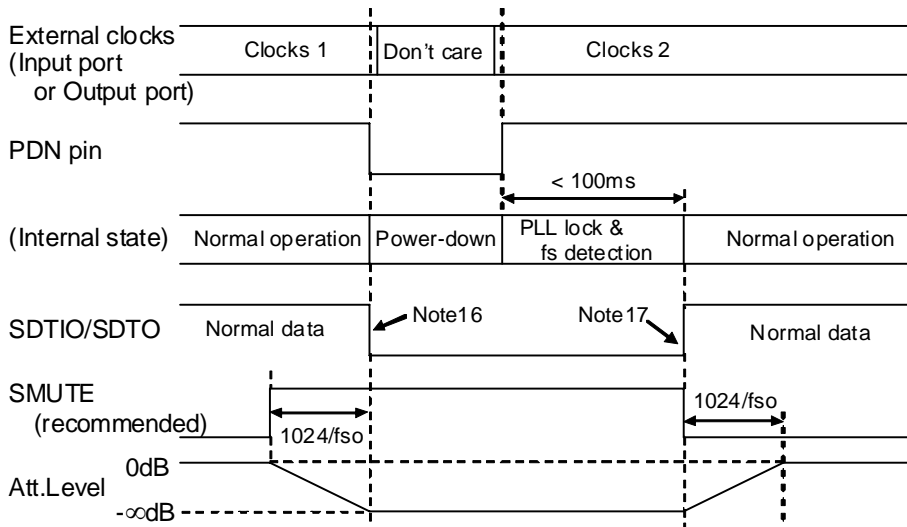 External clocks
(Input port
or Output port)
Clocks 1
Don't care
Clocks 2
PDN pin
< 100ms
(Internal state)
Normal operation
Power-down
PLL lock &
fs detection
Normal operation
SDTIO/SDTO
Normal data
Note16
Note17
Normal data
SMUTE
(recommended)
1024/fso
1024/fso
Att.Level
0dB
-∞dB